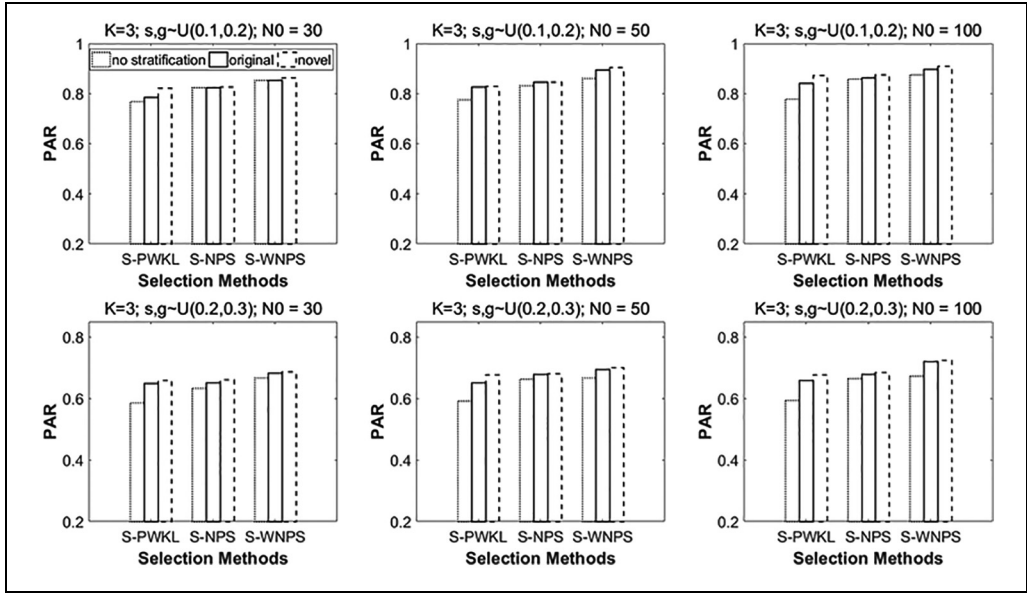 K=3; s,g~U(0.1,0.2); N0 = 30
1
0.8
0.6
0.4
0.2
PAR
no stratification original novel
S-PWKL S-NPS S-WNPS
Selection Methods
K=3; s,g~U(0.1,0.2); N0 = 50
1
0.8
0.6
0.4
0.2
PAR
S-PWKL S-NPS S-WNPS
Selection Methods
K=3; s,g~U(0.1,0.2); N0 = 100
1
0.8
0.6
0.4
0.2
PAR
S-PWKL S-NPS S-WNPS
Selection Methods
K=3; s,g~U(0.2,0.3); N0 = 30
0.8
0.6
0.4
0.2
PAR
S-PWKL S-NPS S-WNPS
Selection Methods
K=3; s,g~U(0.2,0.3); N0 = 50
0.8
0.6
0.4
0.2
PAR
S-PWKL S-NPS S-WNPS
Selection Methods
K=3; s,g~U(0.2,0.3); N0 = 100
0.8
0.6
0.4
0.2
PAR
S-PWKL S-NPS S-WNPS
Selection Methods